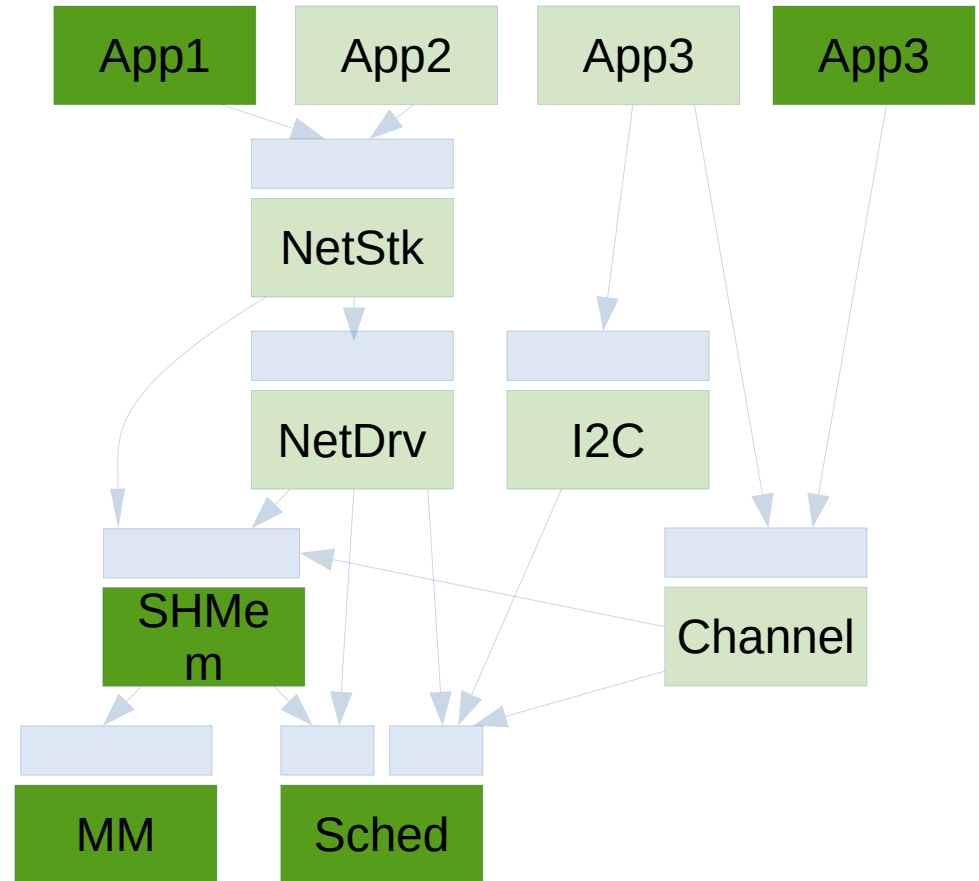 App1
App2
App3
App3
NetStk
NetDrv
I2C
SHMe
m
Channel
MM
Sched